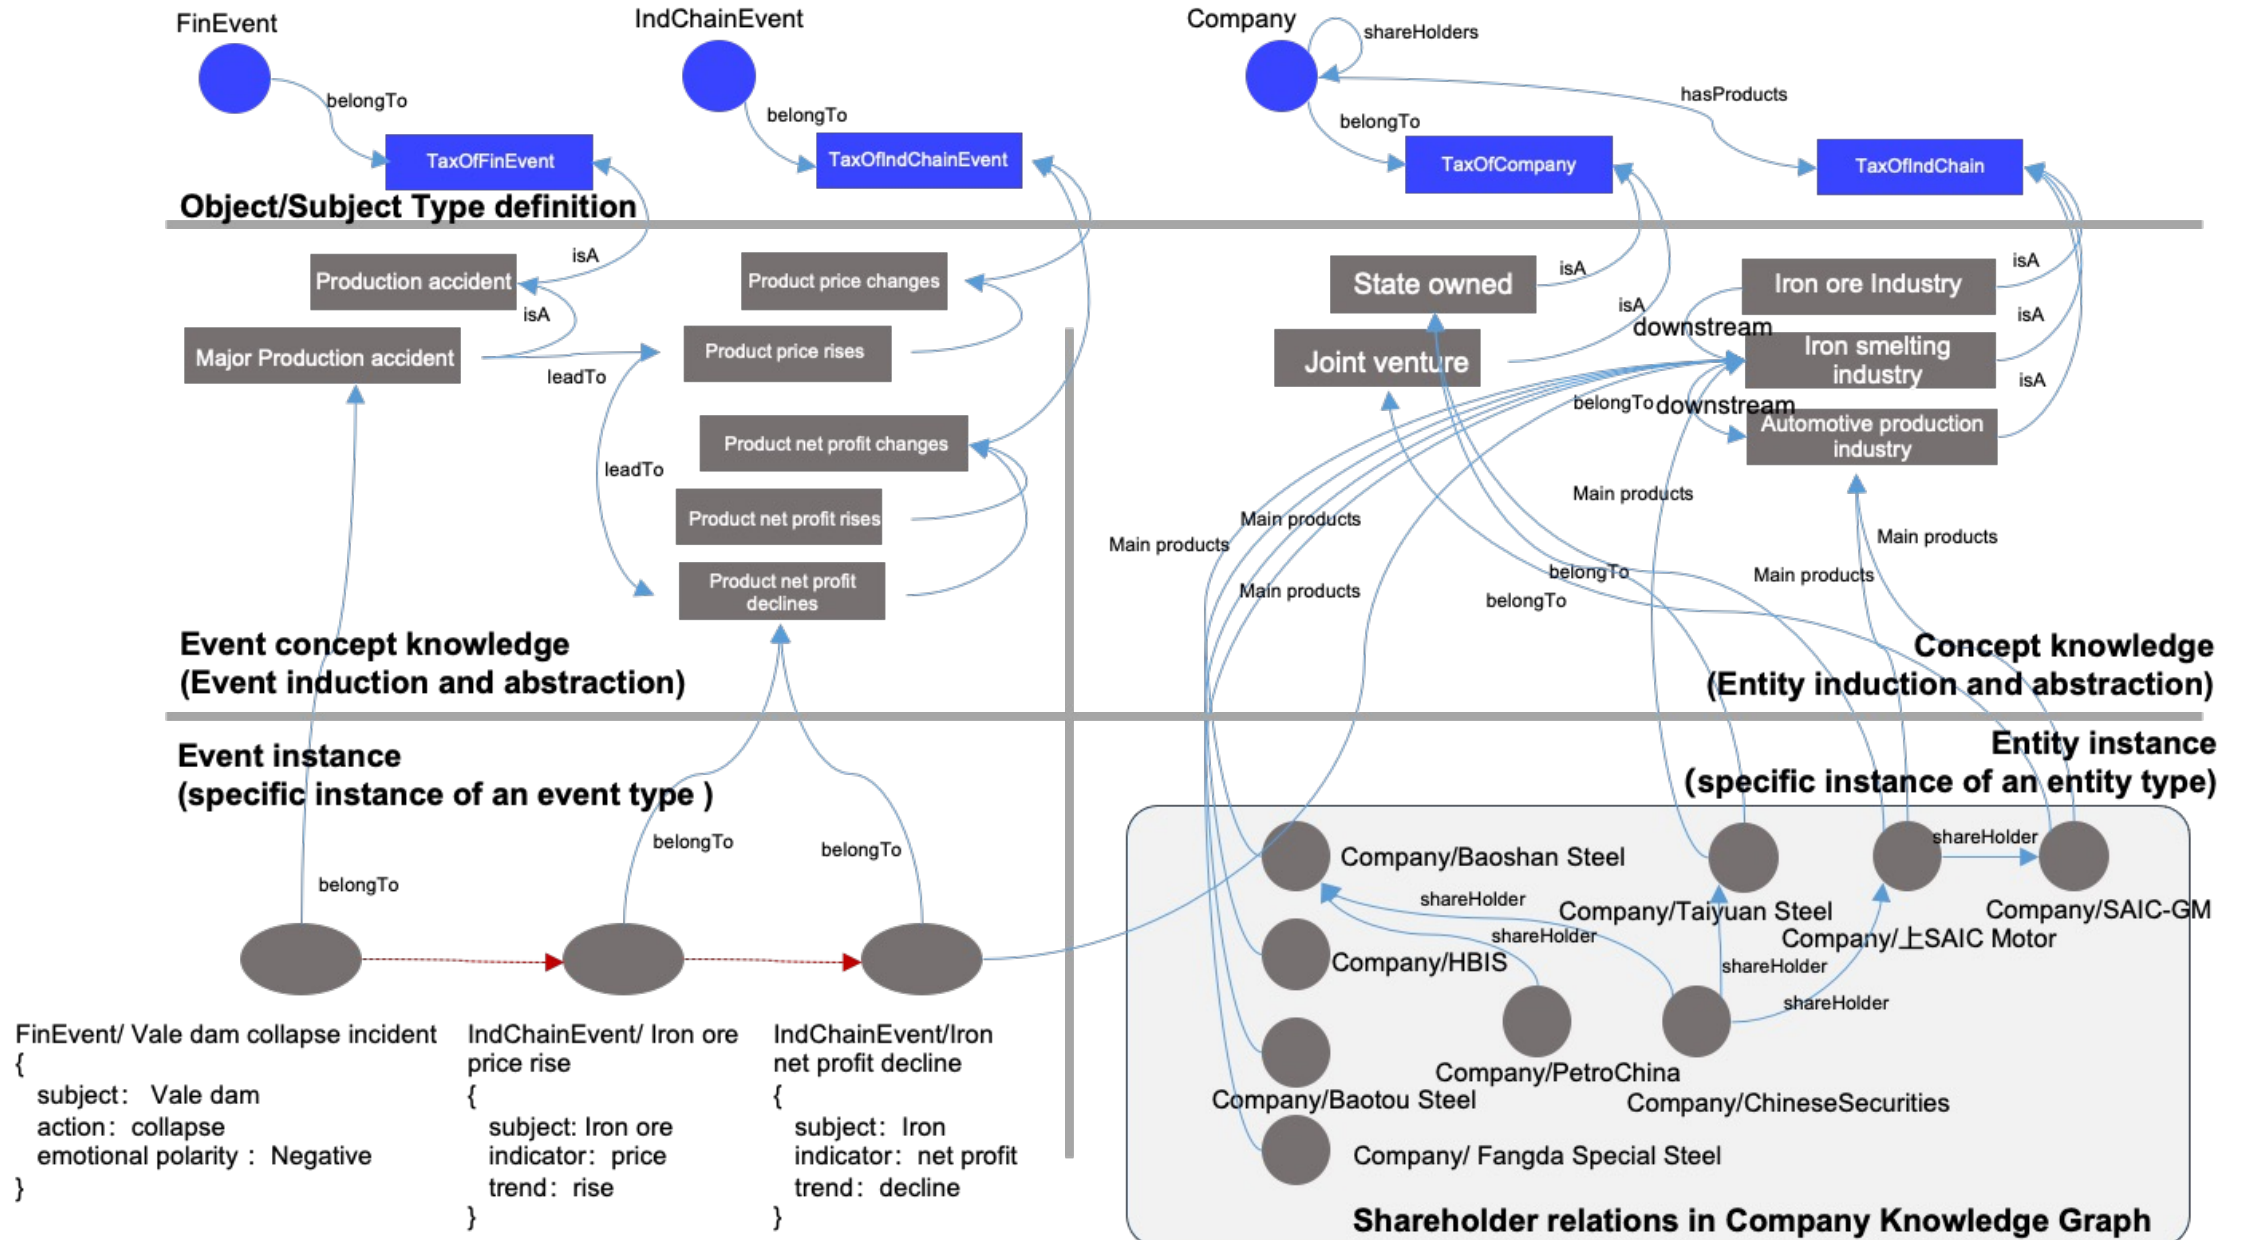 FinEvent
IndChainEvent
Company
shareHolders
belongTo
belongTo
belongTo
hasProducts
TaxOfFinEvent
TaxOfIndChainEvent
TaxOfCompany
TaxOfIndChain
Object/Subject Type definition
isA
Production accident
isA
Major Production accident
leadTo
leadTo
Product price changes
Product price rises
Product net profit changes
Product net profit rises
Product net profit
declines
State owned
isA
Joint venture
isA
Iron ore Industry
isA
downstream
Iron smelting
industry
isA
belongTo
downstream
isA
Automotive production
industry
Main products
Main products
Main products
Main products
Main products
Main products
belongTo
belongTo
Event concept knowledge
(Event induction and abstraction)
Concept knowledge
(Entity induction and abstraction)
Event instance
(specific instance of an event type )
Entity instance
(specific instance of an entity type)
belongTo
belongTo
belongTo
FinEvent/ Vale dam collapse incident
{
subject： Vale dam
action：collapse
emotional polarity： Negative
}
IndChainEvent/ Iron ore
price rise
{
subject: Iron ore
indicator：price
trend：rise
}
IndChainEvent/Iron
net profit decline
{
subject：Iron
indicator：net profit
trend：decline
}
Company/Baoshan Steel
shareHolder
shareHolder
shareHolder
shareHolder
shareHolder
Company/Taiyuan Steel
Company/上SAIC Motor
Company/SAIC-GM
Company/HBIS
Company/PetroChina
Company/ChineseSecurities
Company/Baotou Steel
Company/ Fangda Special Steel
Shareholder relations in Company Knowledge Graph